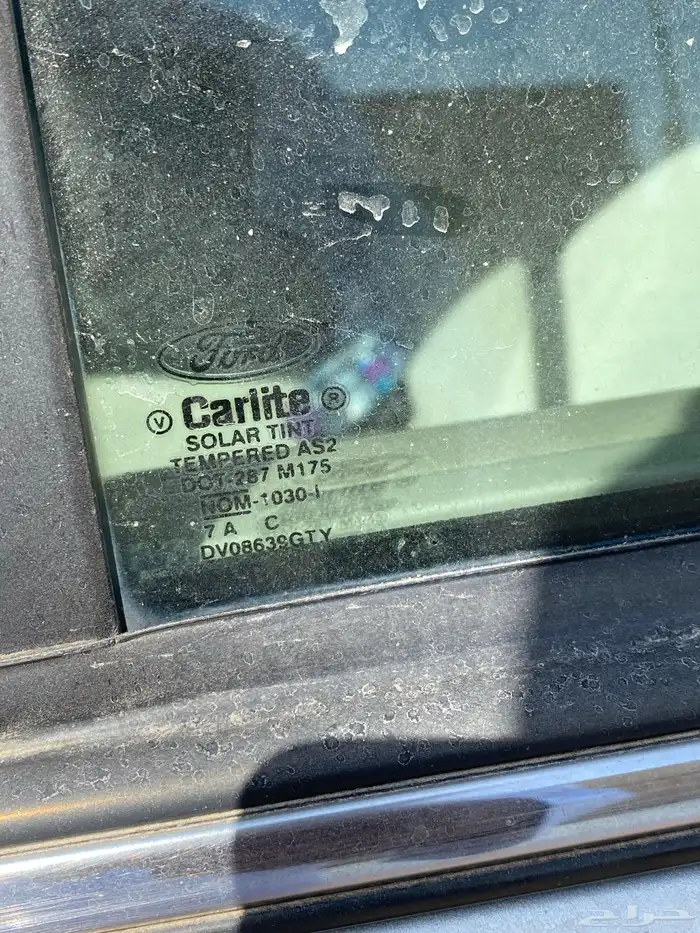 Ford
V Carlite R
SOLAR TINT
TEMPERED AS2
DOT-287 M175
NOM-1030-I
7 A C
DV08639GTY
حراج